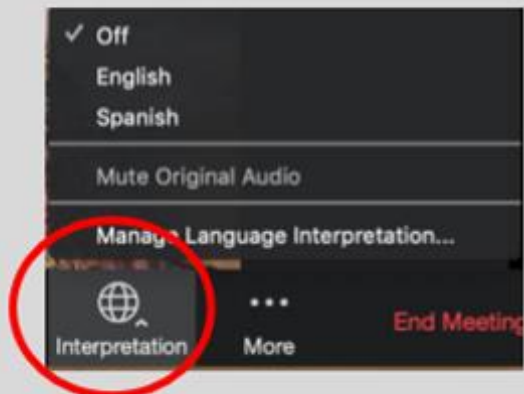 ✓ Off
English
Spanish
Mute Original Audio
Manage Language Interpretation...
Interpretation
More
End Meeting